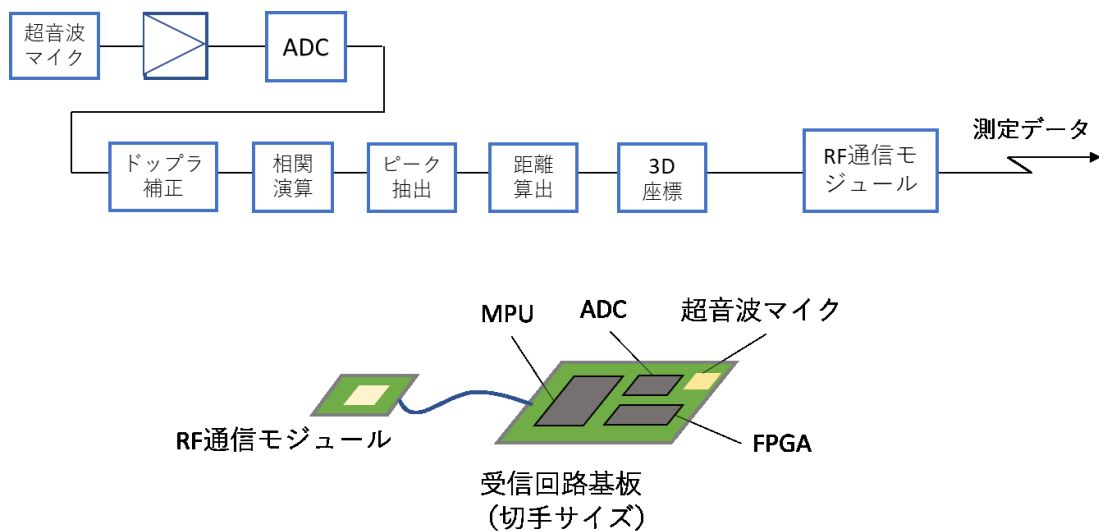 超音波
マイク
ADC
測定データ
ドップラ
補正
相関
演算
ピーク
抽出
距離
算出
3D
座標
RF通信モ
ジュール
MPU
ADC
超音波マイク
RF通信モジュール
FPGA
受信回路基板
(切手サイズ)